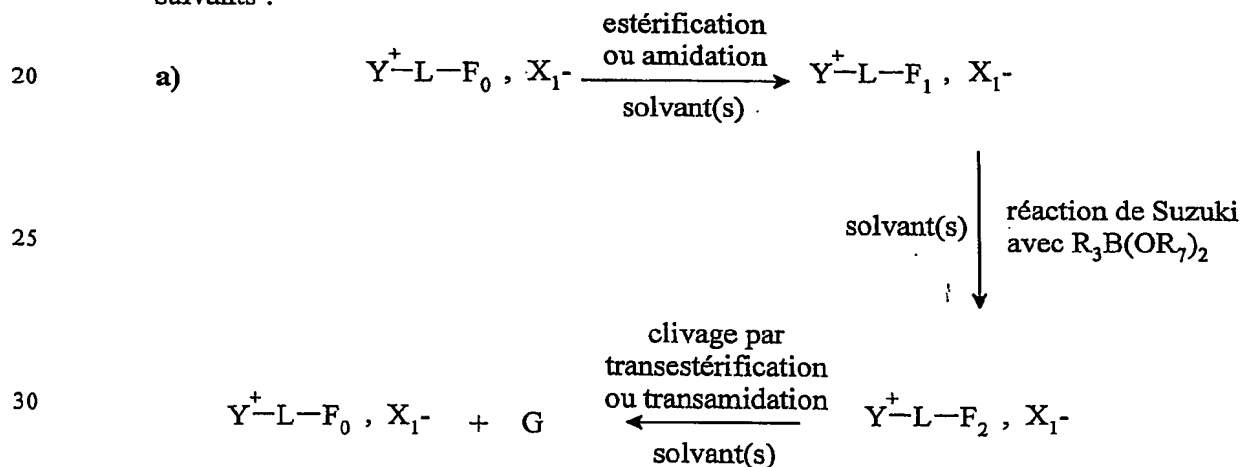 suivants :
estérification
ou amidation
20 a) Y⁺—L—F₀ , X₁- Y⁺—L—F₁ , X₁-
solvant(s)
25 solvant(s) réaction de Suzuki
avec R₃B(OR₇)₂
clivage par
transestérification
ou transamidation
30 Y⁺—L—F₀ , X₁- + G Y⁺—L—F₂ , X₁-
solvant(s)